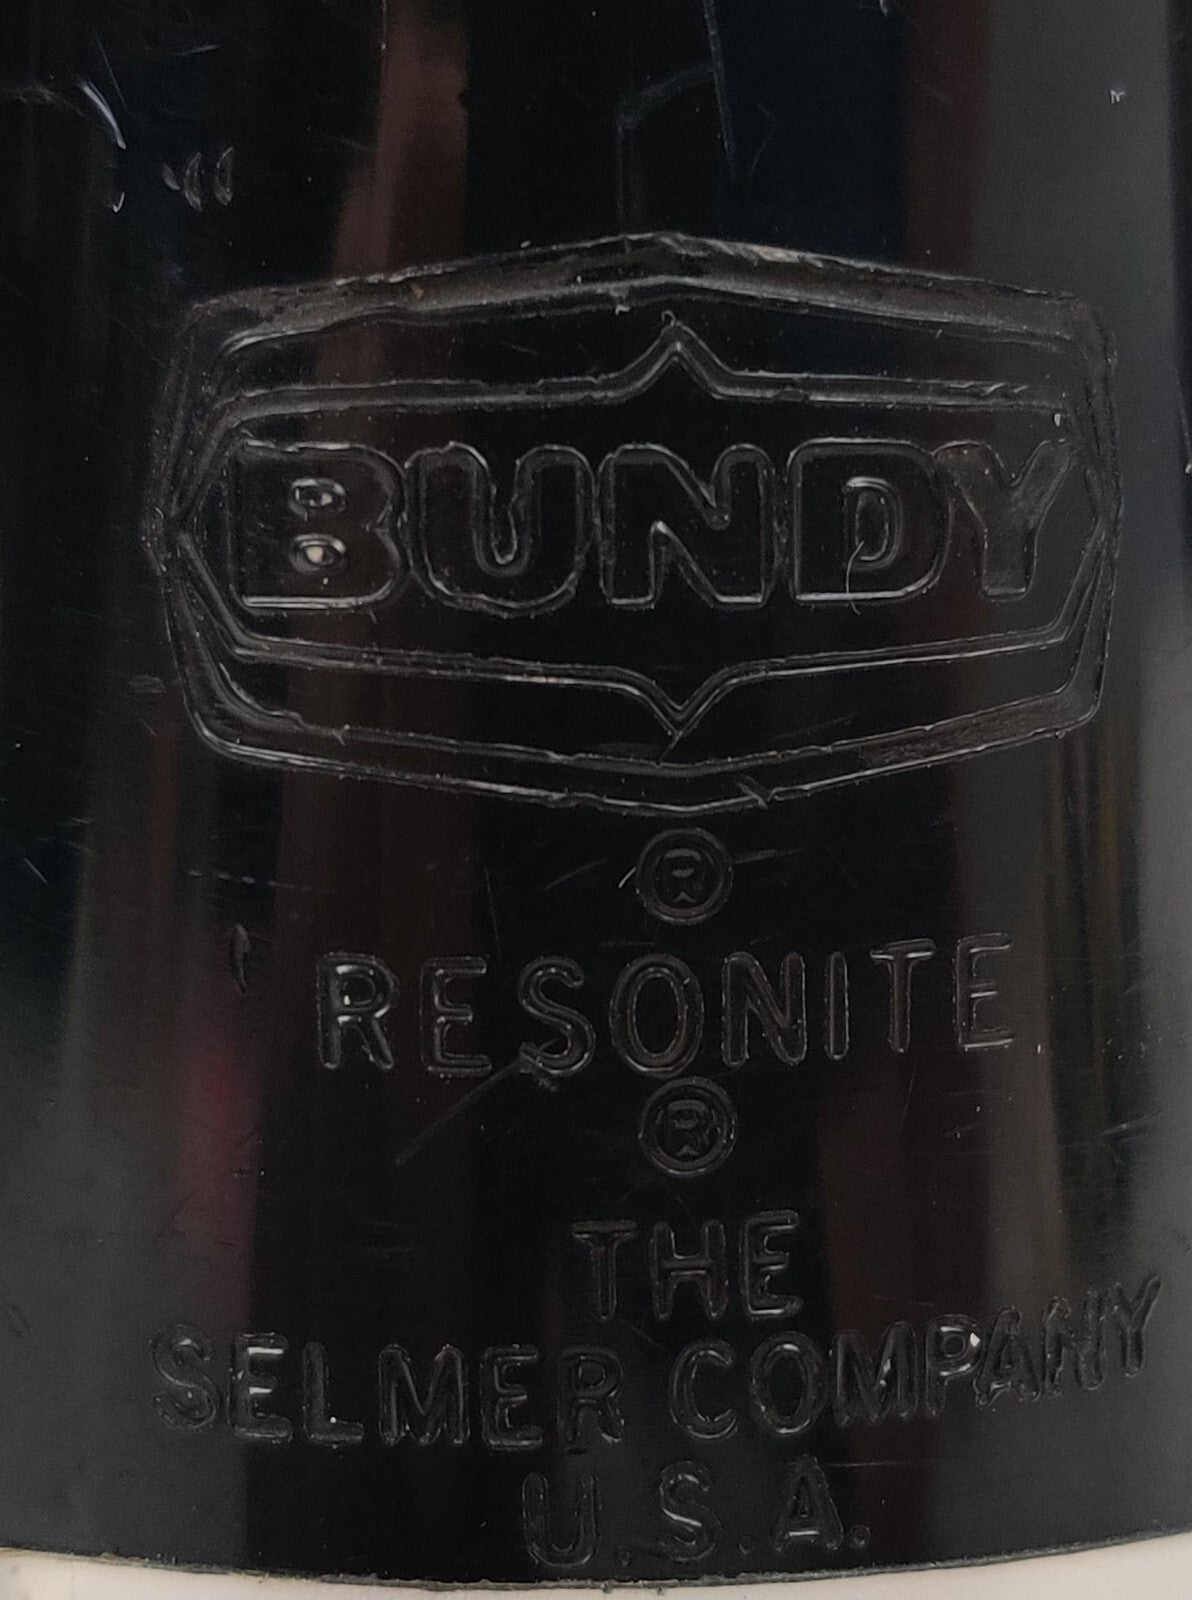 BUNDY
®
RESONITE
®
THE
SELMER COMPANY
U.S.A.